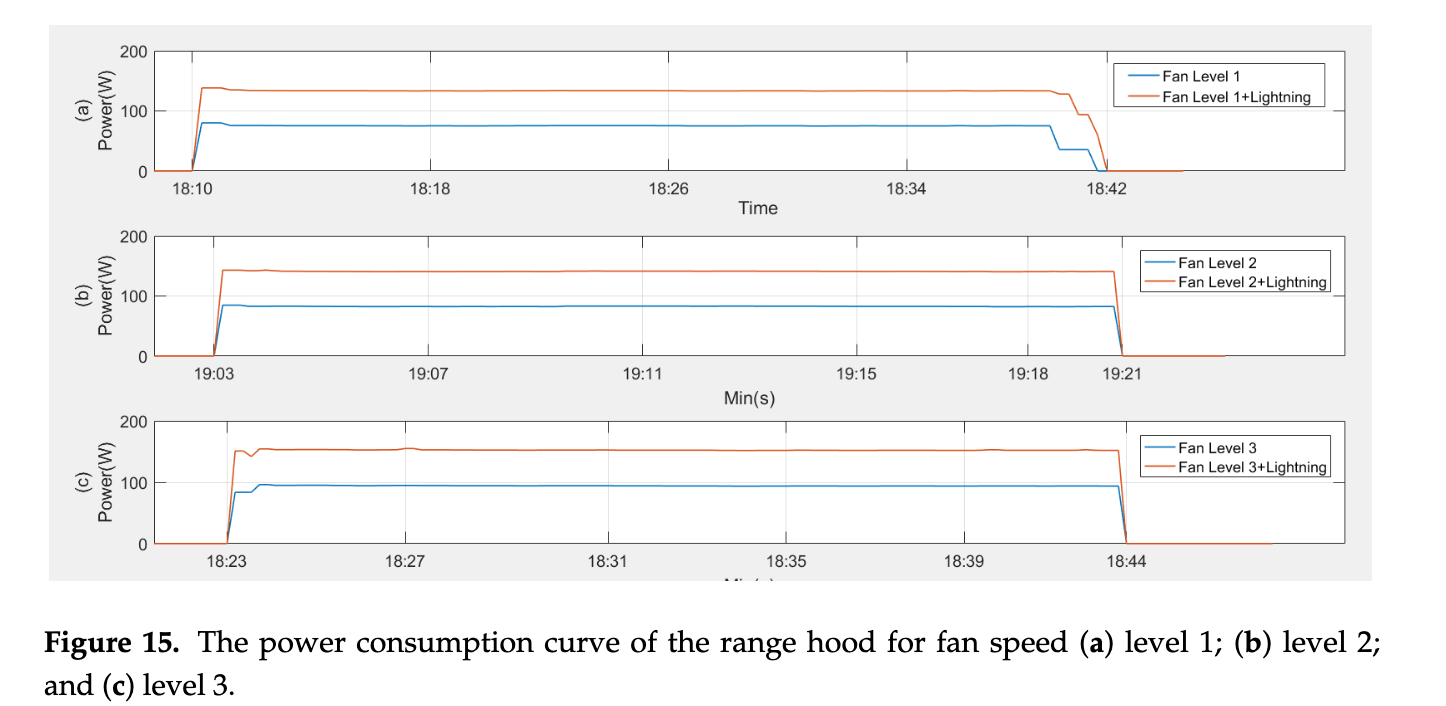 (a)
Power(W)
200
100
0
Fan Level 1
Fan Level 1+Lightning
18:10 18:18 18:26 18:34 18:42
Time
(b)
Power(W)
200
100
0
Fan Level 2
Fan Level 2+Lightning
19:03 19:07 19:11 19:15 19:18 19:21
Min(s)
(c)
Power(W)
200
100
0
Fan Level 3
Fan Level 3+Lightning
18:23 18:27 18:31 18:35 18:39 18:44
Figure 15. The power consumption curve of the range hood for fan speed (a) level 1; (b) level 2;
and (c) level 3.